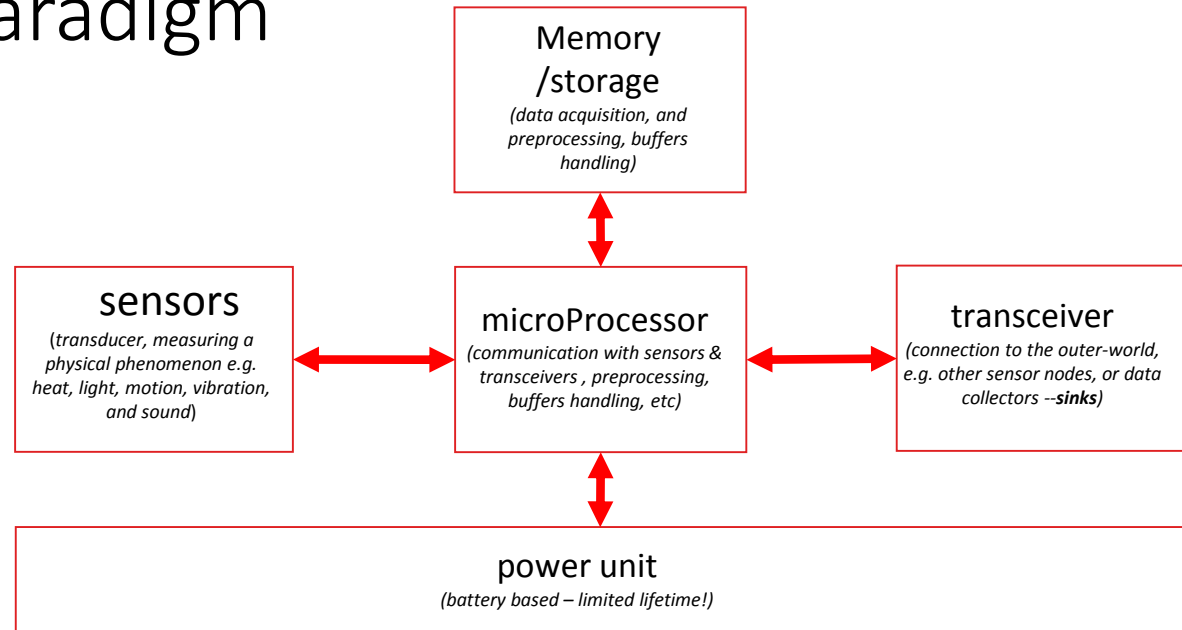 aradigm
Memory
/storage
(data acquisition, and
preprocessing, buffers
handling)
sensors
(transducer, measuring a
physical phenomenon e.g.
heat, light, motion, vibration,
and sound)
microProcessor
(communication with sensors &
transceivers , preprocessing,
buffers handling, etc)
transceiver
(connection to the outer-world,
e.g. other sensor nodes, or data
collectors --sinks)
power unit
(battery based – limited lifetime!)